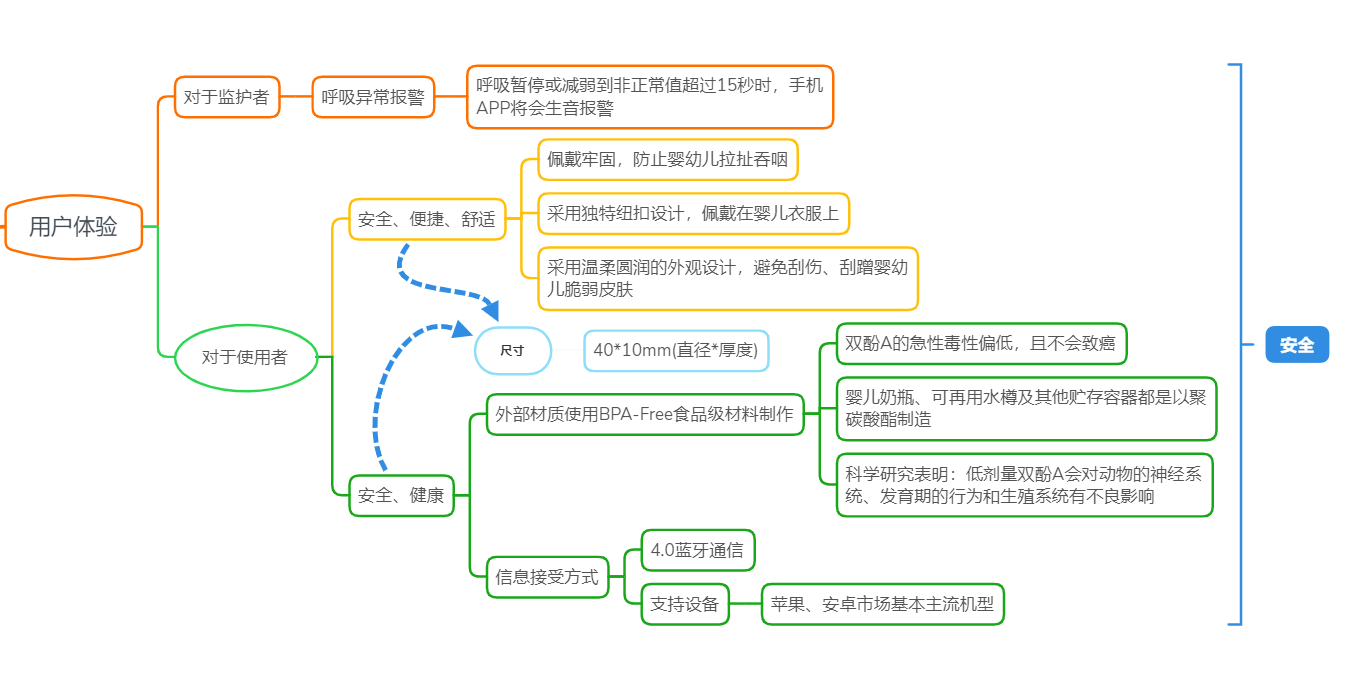 用户体验
对于监护者
呼吸异常报警
呼吸暂停或减弱到非正常值超过15秒时，手机
APP将会生音报警
对于使用者
安全、便捷、舒适
佩戴牢固，防止婴幼儿拉扯吞咽
采用独特纽扣设计，佩戴在婴儿衣服上
采用温柔圆润的外观设计，避免刮伤、刮蹭婴幼
儿脆弱皮肤
尺寸
40*10mm(直径*厚度)
安全、健康
外部材质使用BPA-Free食品级材料制作
双酚A的急性毒性偏低，且不会致癌
婴儿奶瓶、可再用水樽及其他贮存容器都是以聚
碳酸酯制造
科学研究表明：低剂量双酚A会对动物的神经系
统、发育期的行为和生殖系统有不良影响
信息接受方式
4.0蓝牙通信
支持设备
苹果、安卓市场基本主流机型
安全